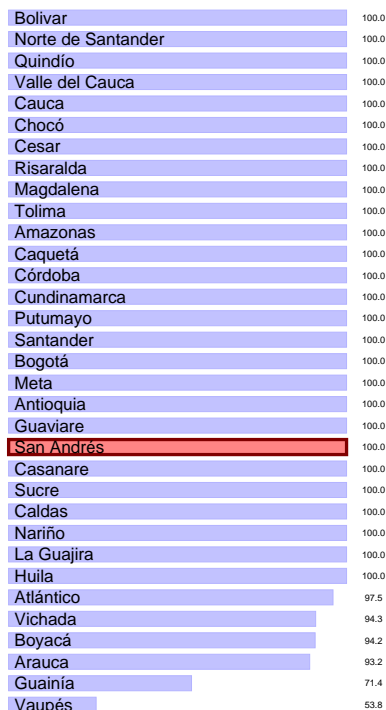 Bolivar 100.0
Norte de Santander 100.0
Quindío 100.0
Valle del Cauca 100.0
Cauca 100.0
Chocó 100.0
Cesar 100.0
Risaralda 100.0
Magdalena 100.0
Tolima 100.0
Amazonas 100.0
Caquetá 100.0
Córdoba 100.0
Cundinamarca 100.0
Putumayo 100.0
Santander 100.0
Bogotá 100.0
Meta 100.0
Antioquia 100.0
Guaviare 100.0
San Andrés 100.0
Casanare 100.0
Sucre 100.0
Caldas 100.0
Nariño 100.0
La Guajira 100.0
Huila 100.0
Atlántico 97.5
Vichada 94.3
Boyacá 94.2
Arauca 93.2
Guainía 71.4
Vaupés 53.8